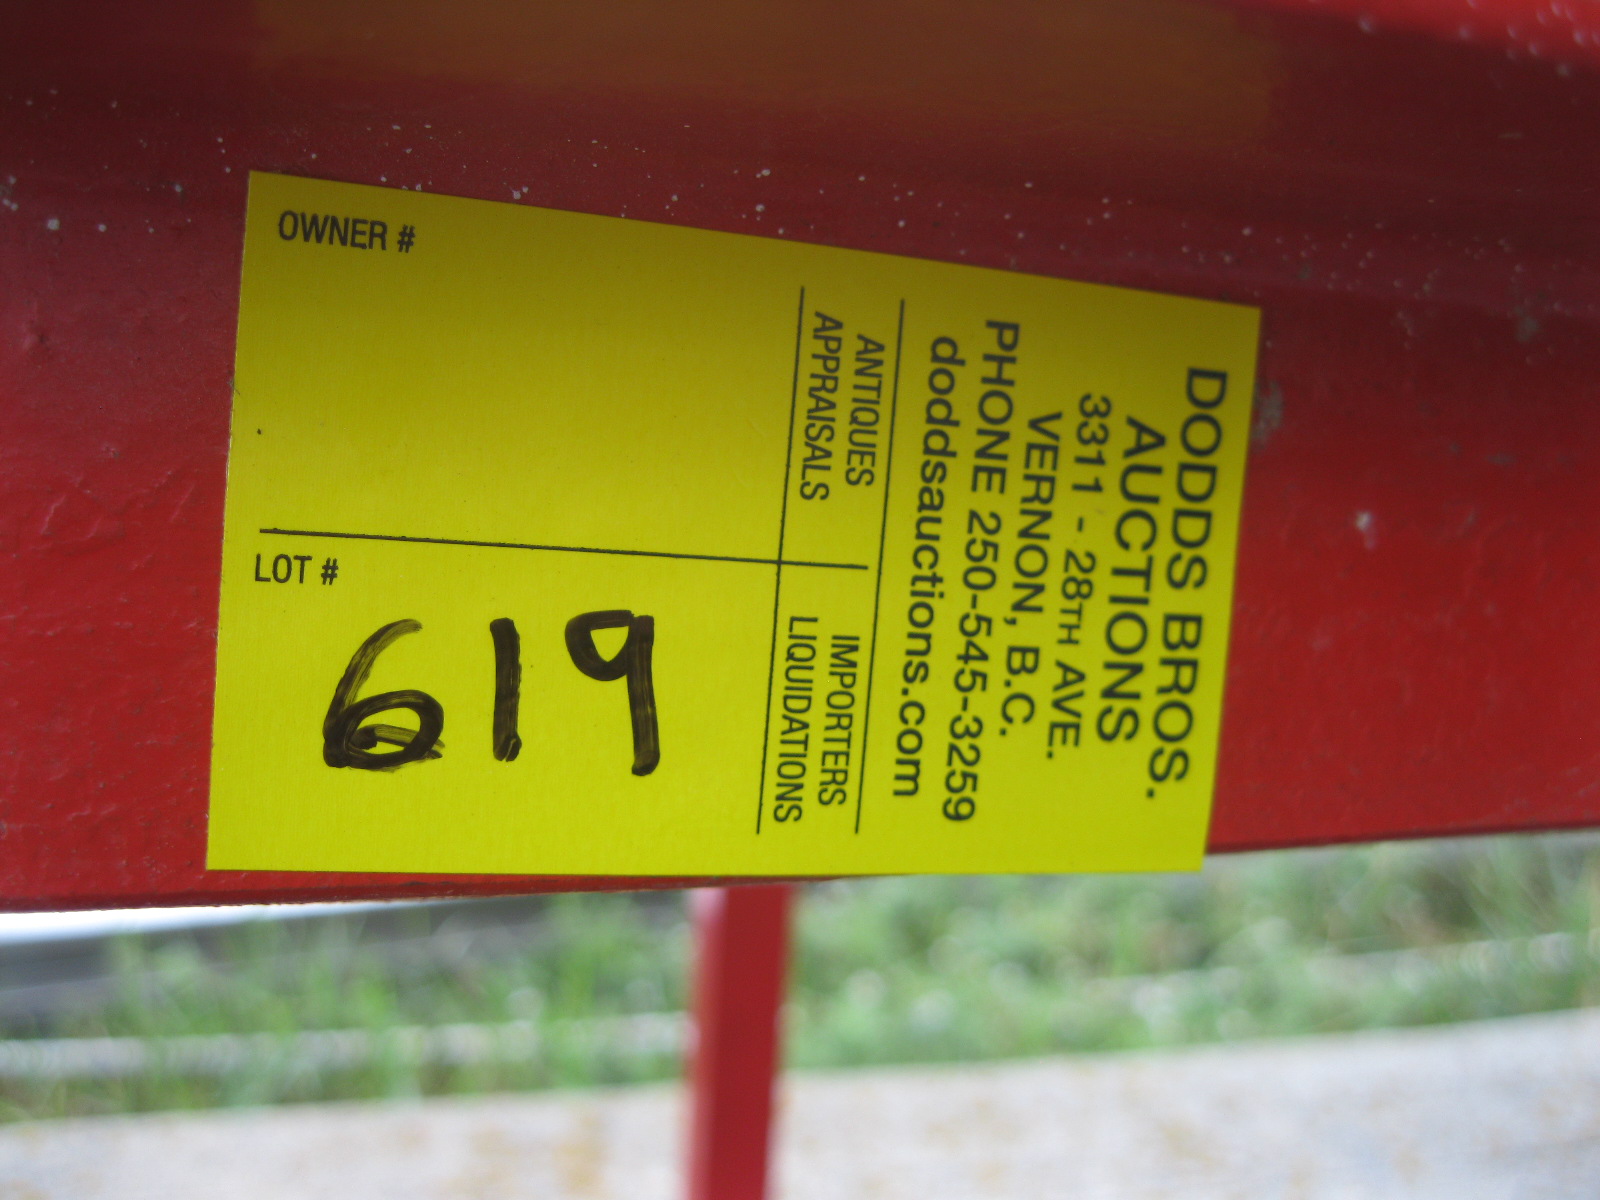 OWNER #
LOT #
619
DODDS BROS.
AUCTIONS
3311 - 28TH AVE.
VERNON, B.C.
PHONE 250-545-3259
doddsauctions.com
ANTIQUES
APPRAISALS
IMPORTERS
LIQUIDATIONS